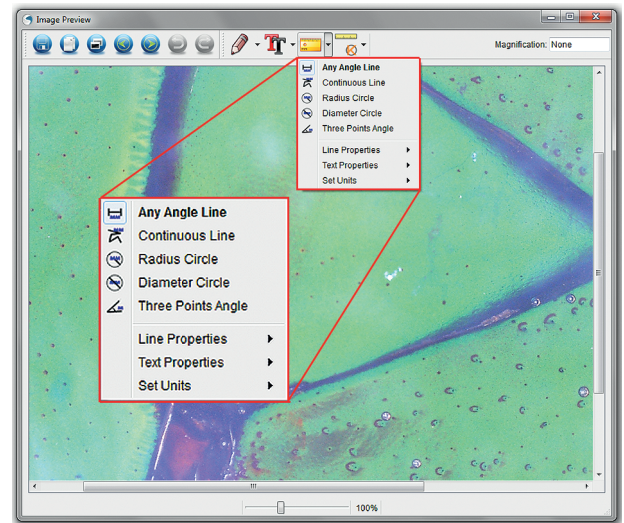 Image Preview
Magnification: None
Any Angle Line
Continuous Line
Radius Circle
Diameter Circle
Three Points Angle
Line Properties
Text Properties
Set Units
Any Angle Line
Continuous Line
Radius Circle
Diameter Circle
Three Points Angle
Line Properties
Text Properties
Set Units
100%